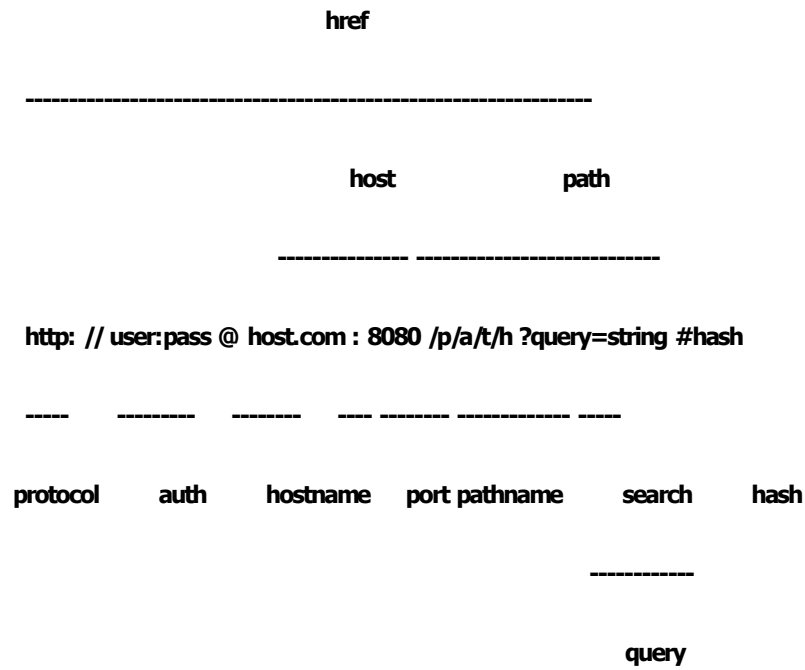 href
-----------------------------------------------------------------
host path
--------------- ----------------------------
http: // user:pass @ host.com : 8080 /p/a/t/h ?query=string #hash
----- --------- -------- ---- -------- ------------- -----
protocol auth hostname port pathname search hash
------------
query